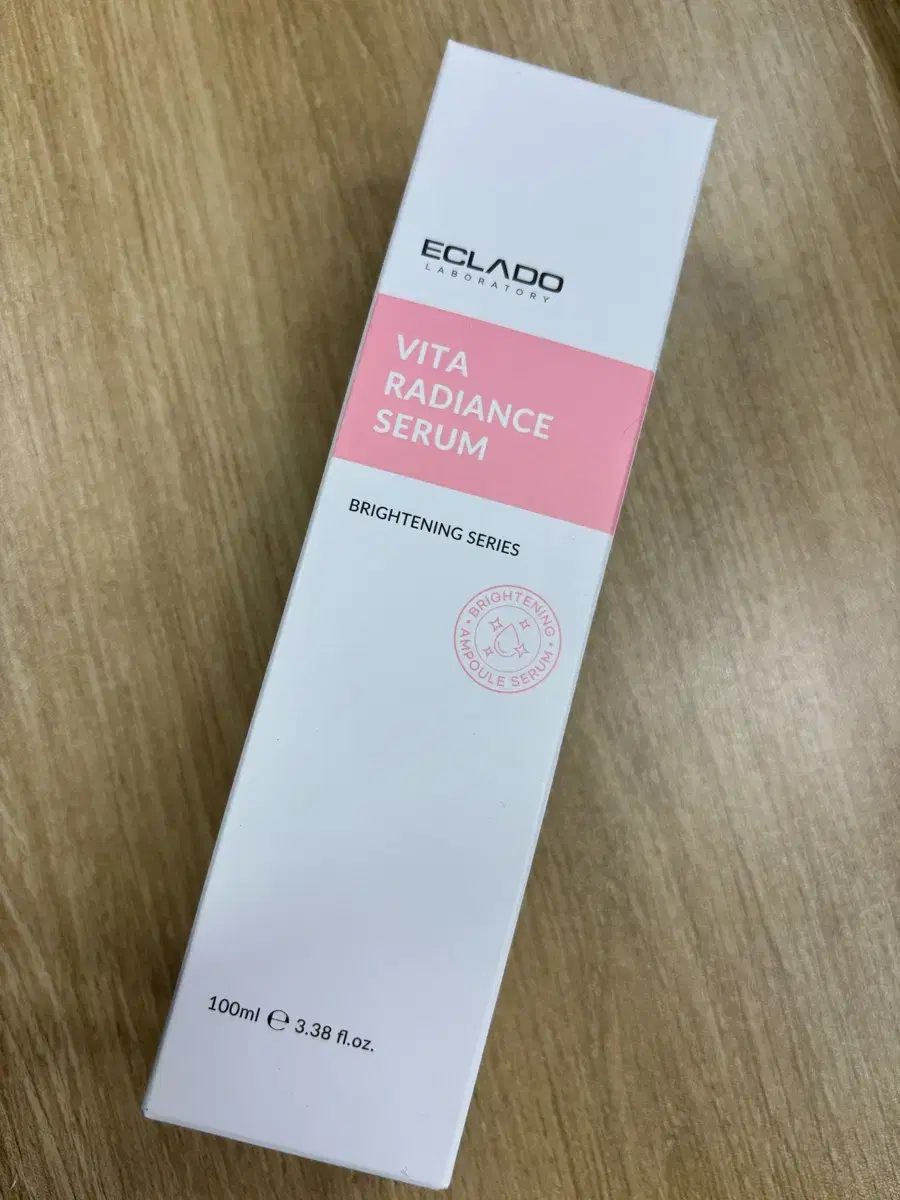 ECLADO
LABORATORY
VITA
RADIANCE
SERUM
BRIGHTENING SERIES
• BRIGHTENING •
AMPOULE SERUM
100ml ℮ 3.38 fl.oz.